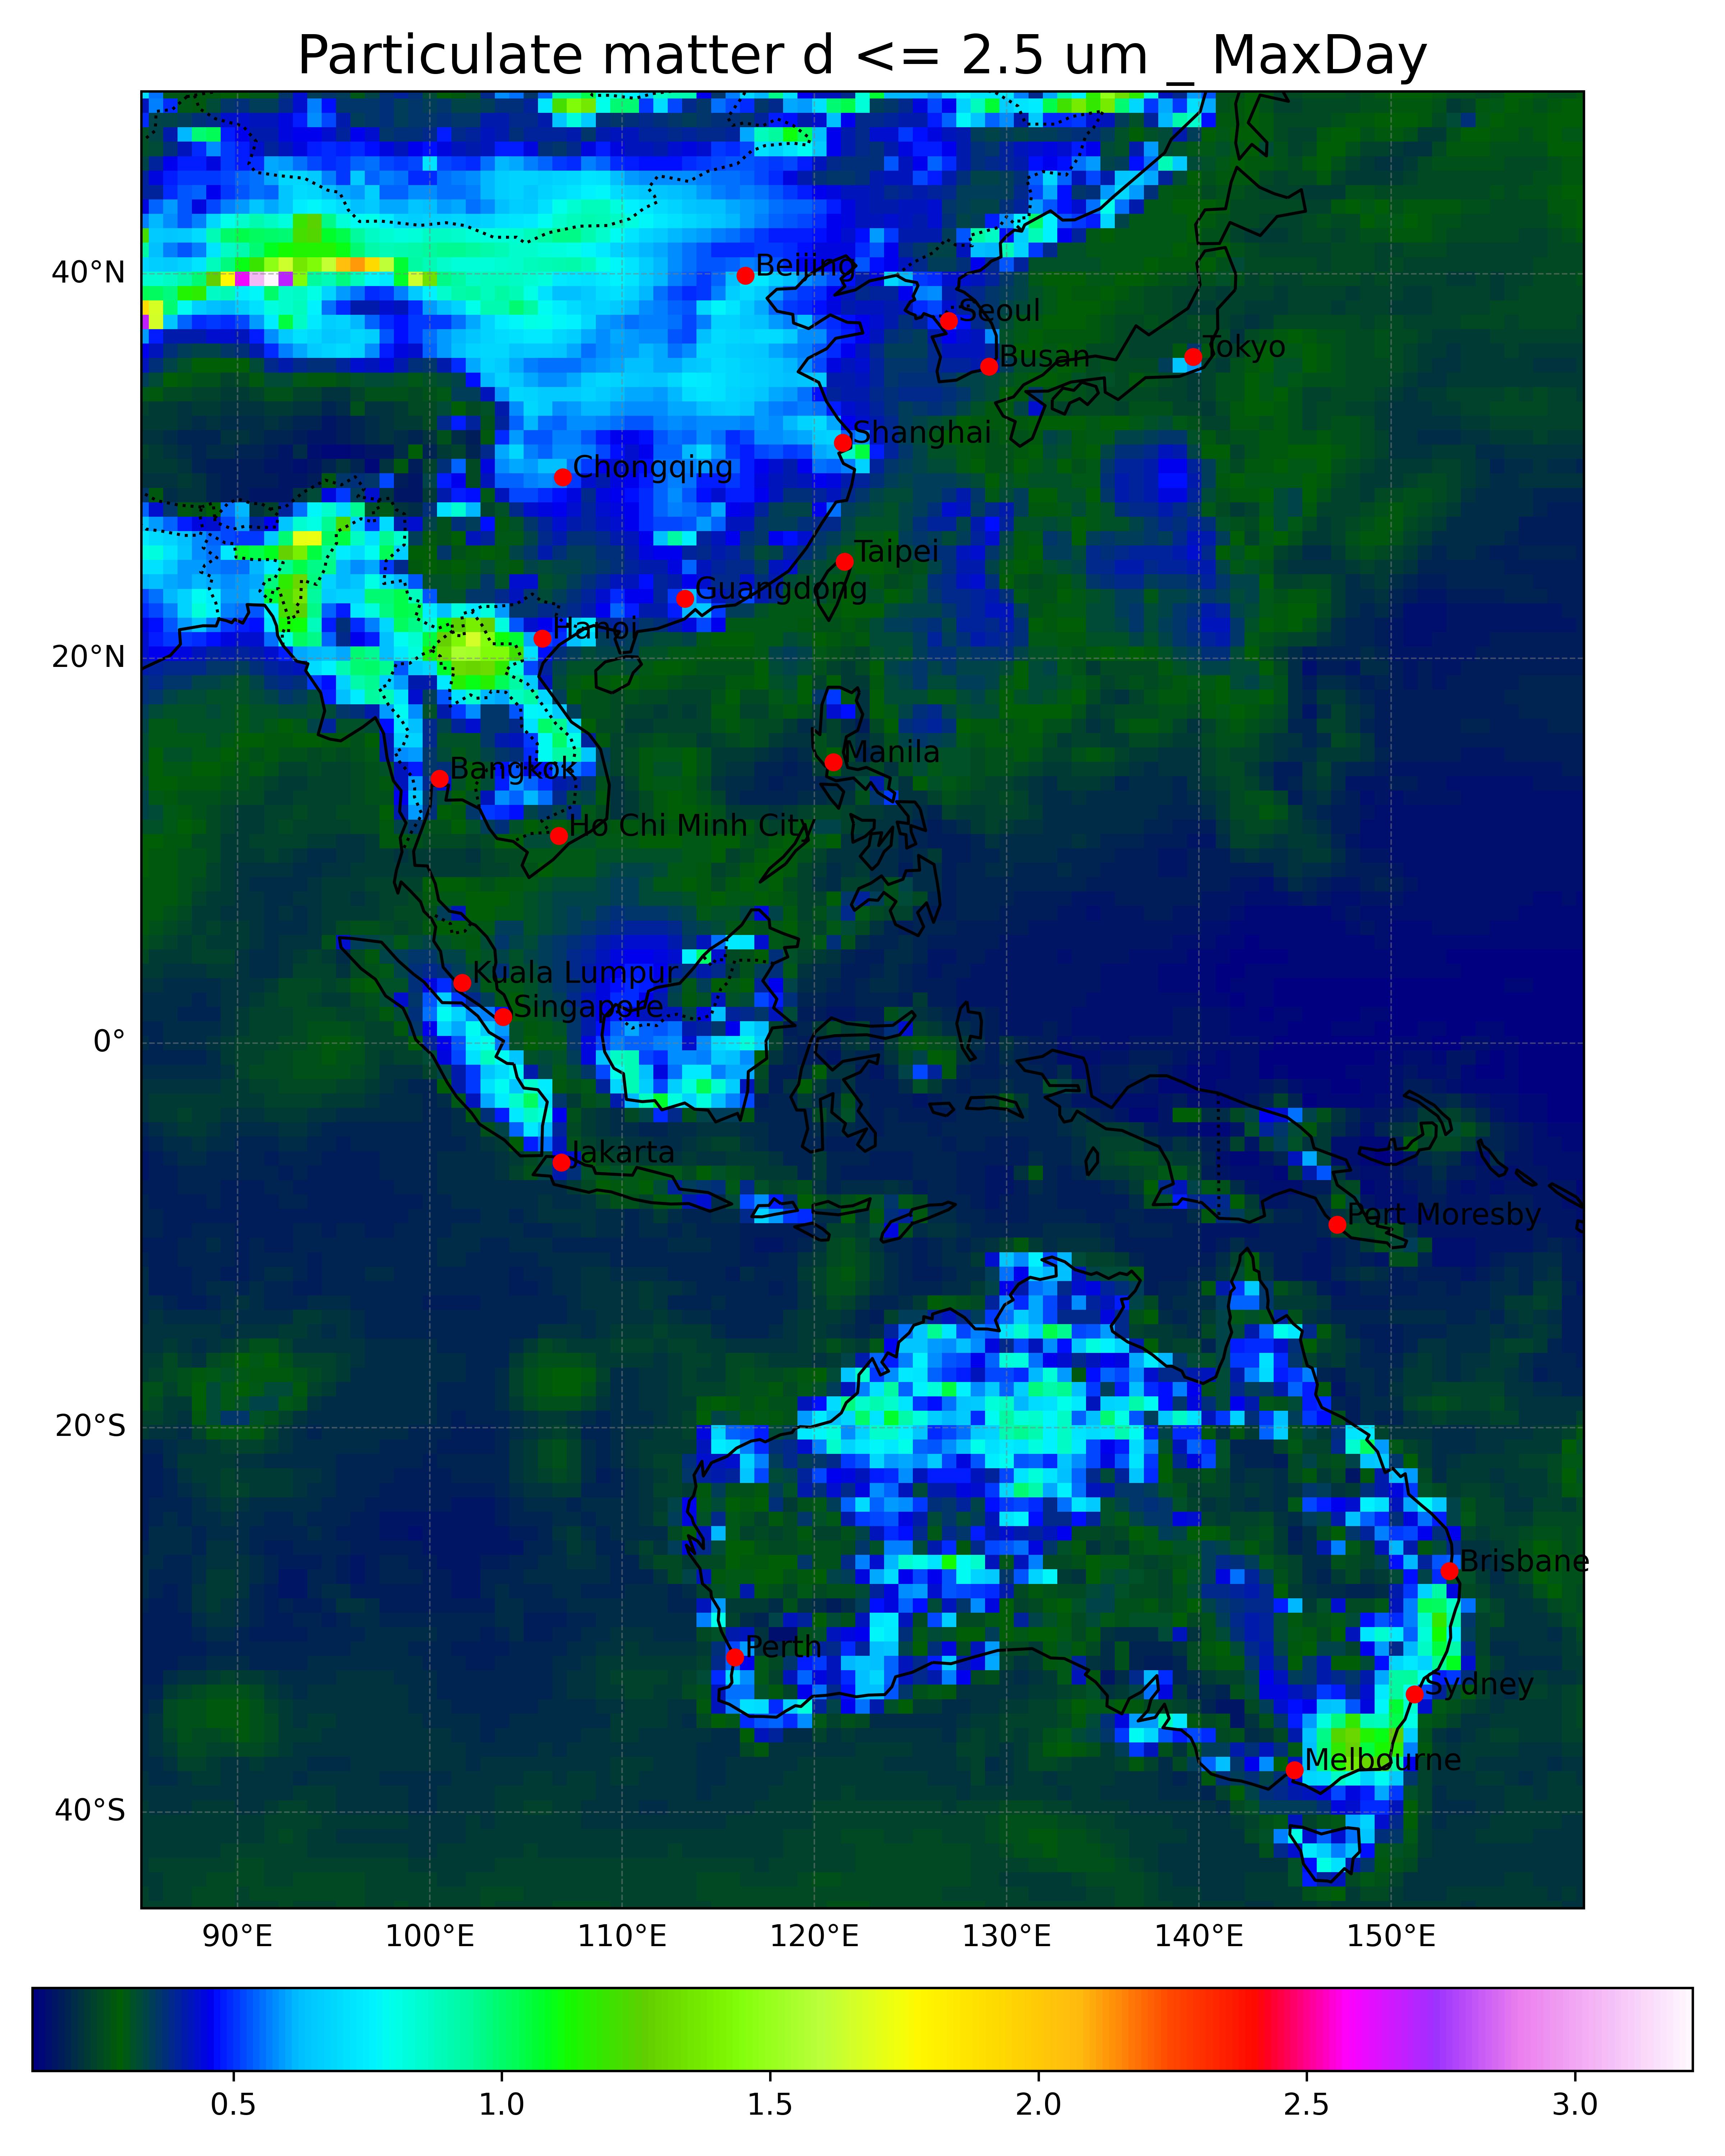 Particulate matter d <= 2.5 um _ MaxDay
40°N
20°N
0°
20°S
40°S
Beijing
Seoul
Tokyo
Busan
Shanghai
Chongqing
Taipei
Guangdong
Hanoi
Manila
Bangkok
Ho Chi Minh City
Kuala Lumpur
Singapore
Jakarta
Port Moresby
Brisbane
Perth
Sydney
Melbourne
90°E 100°E 110°E 120°E 130°E 140°E 150°E
0.5 1.0 1.5 2.0 2.5 3.0